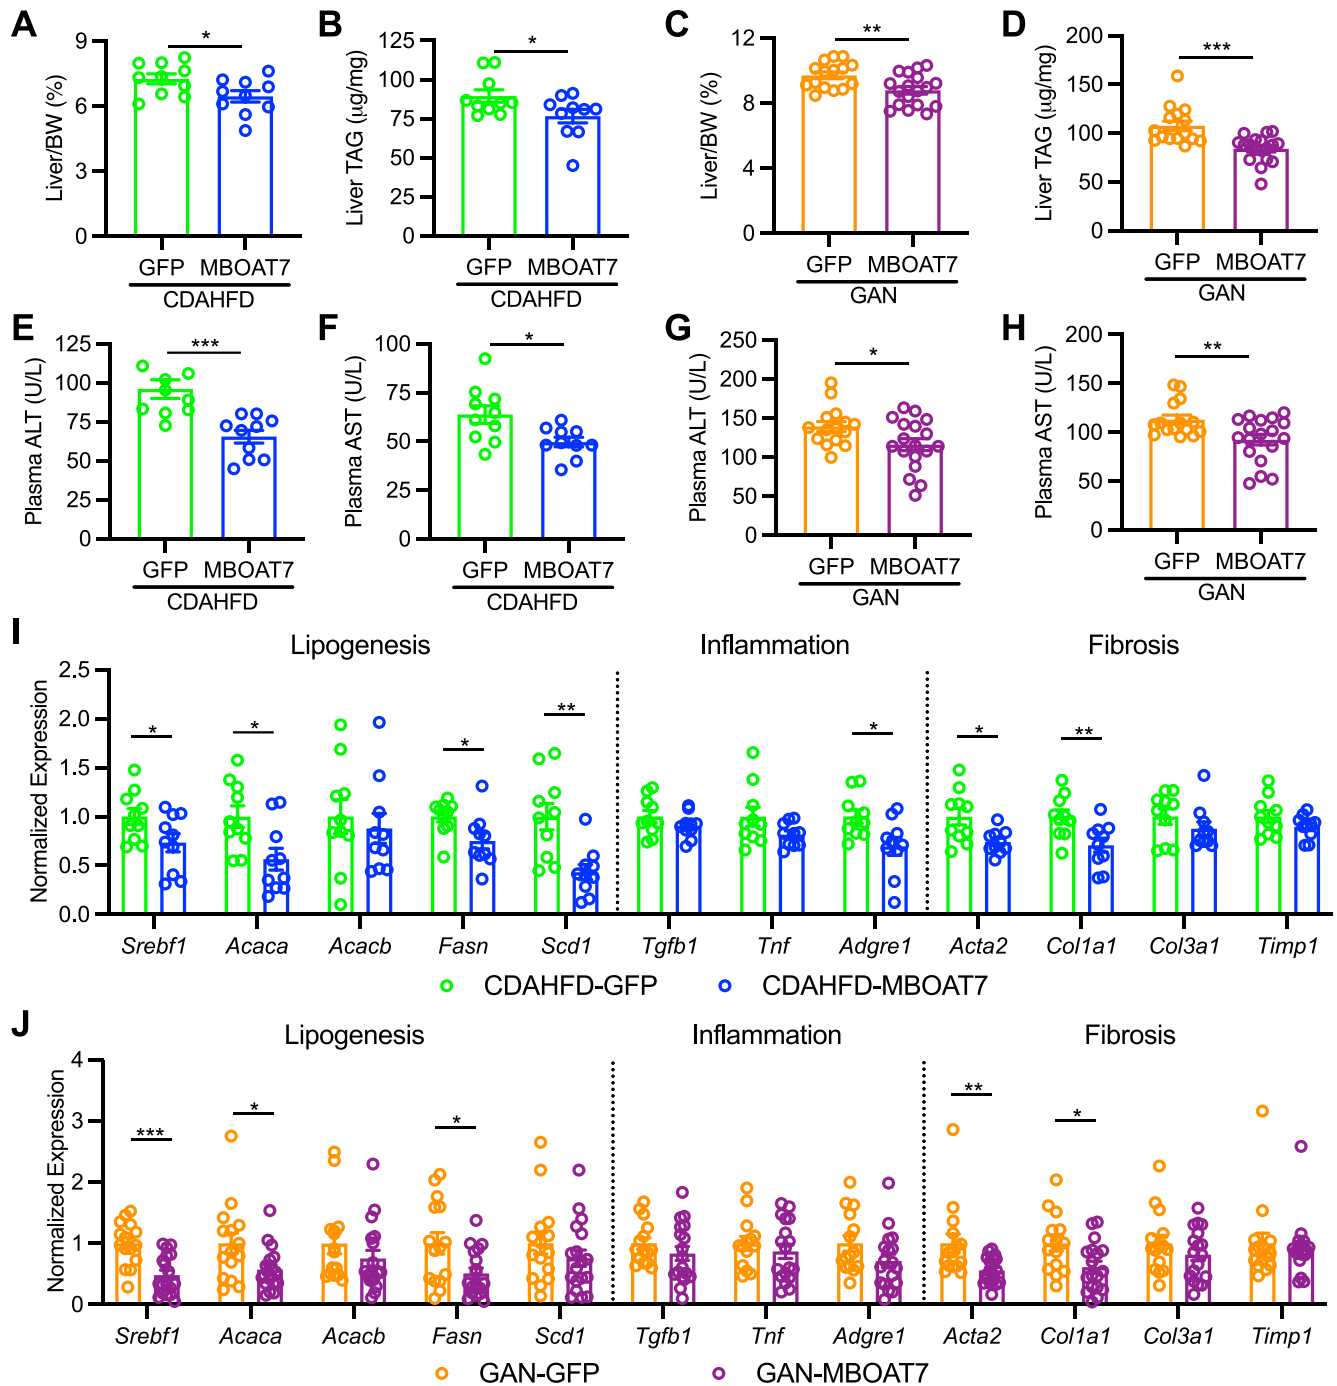 A
Liver/BW (%)
9
6
3
0
*
GFP MBOAT7
CDAHFD
B
Liver TAG (μg/mg)
125
100
75
50
25
0
*
GFP MBOAT7
CDAHFD
C
Liver/BW (%)
12
8
4
0
**
GFP MBOAT7
GAN
D
Liver TAG (μg/mg)
200
150
100
50
0
***
GFP MBOAT7
GAN
E
Plasma ALT (U/L)
125
100
75
50
25
0
***
GFP MBOAT7
CDAHFD
F
Plasma AST (U/L)
100
75
50
25
0
*
GFP MBOAT7
CDAHFD
G
Plasma ALT (U/L)
250
200
150
100
50
0
*
GFP MBOAT7
GAN
H
Plasma AST (U/L)
200
150
100
50
0
**
GFP MBOAT7
GAN
I
Lipogenesis Inflammation Fibrosis
Normalized Expression
2.5
2.0
1.5
1.0
0.5
0.0
* * * ** * * **
Srebf1 Acaca Acacb Fasn Scd1 Tgfb1 Tnf Adgre1 Acta2 Col1a1 Col3a1 Timp1
CDAHFD-GFP CDAHFD-MBOAT7
J
Lipogenesis Inflammation Fibrosis
Normalized Expression
4
3
2
1
0
*** * * ** *
Srebf1 Acaca Acacb Fasn Scd1 Tgfb1 Tnf Adgre1 Acta2 Col1a1 Col3a1 Timp1
GAN-GFP GAN-MBOAT7